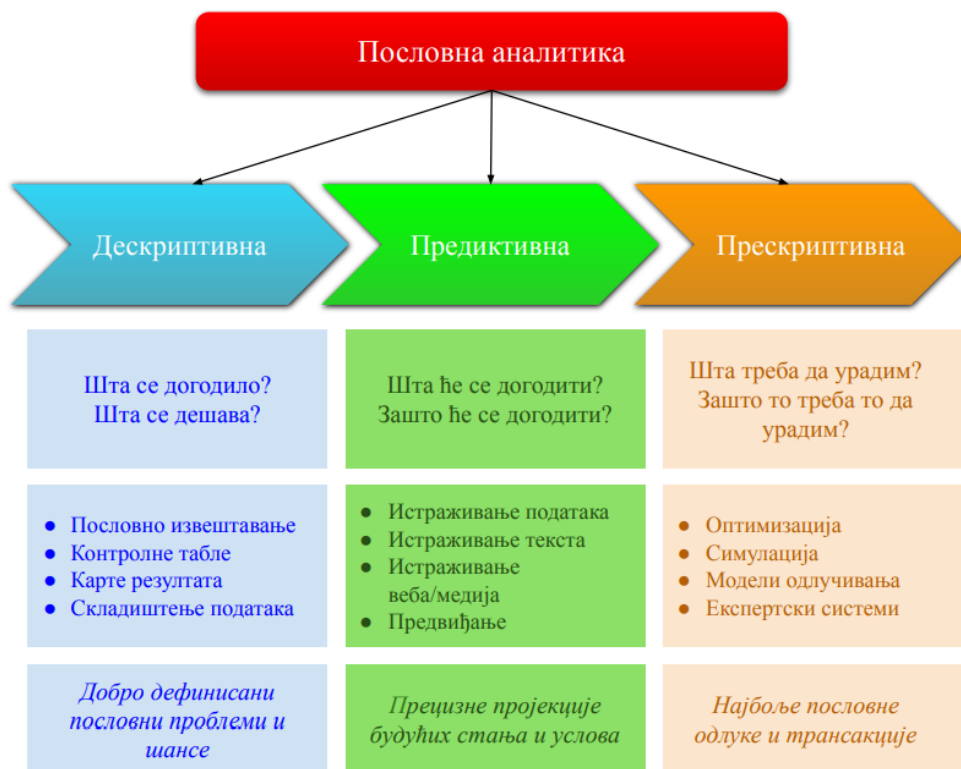 Пословна аналитика
Дескриптивна
Предиктивна
Прескриптивна
Шта се догодило?
Шта се дешава?
Шта ће се догодити?
Зашто ће се догодити?
Шта треба да урадим?
Зашто то треба то да
урадим?
● Пословно извештавање
● Контролне табле
● Карте резултата
● Складиштење података
● Истраживање података
● Истраживање текста
● Истраживање
веба/медија
● Предвиђање
● Оптимизација
● Симулација
● Модели одлучивања
● Експертски системи
Добро дефинисани
пословни проблеми и
шансе
Прецизне пројекције
будућих стања и услова
Најбоље пословне
одлуке и трансакције